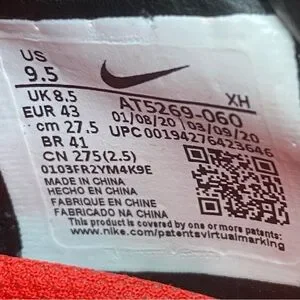 US
9.5
UK 8.5
EUR 43
cm 27.5
BR 41
CN 275(2.5)
AT5269-060 XH
01/08/20 03/09/20
UPC 00194276423646
0103FR2YM4K9E
MADE IN CHINA
HECHO EN CHINA
FABRIQUE EN CHINE
FABRICADO NA CHINA
This product is covered by one or more patents:
www.nike.com/patentsvirtualmarking